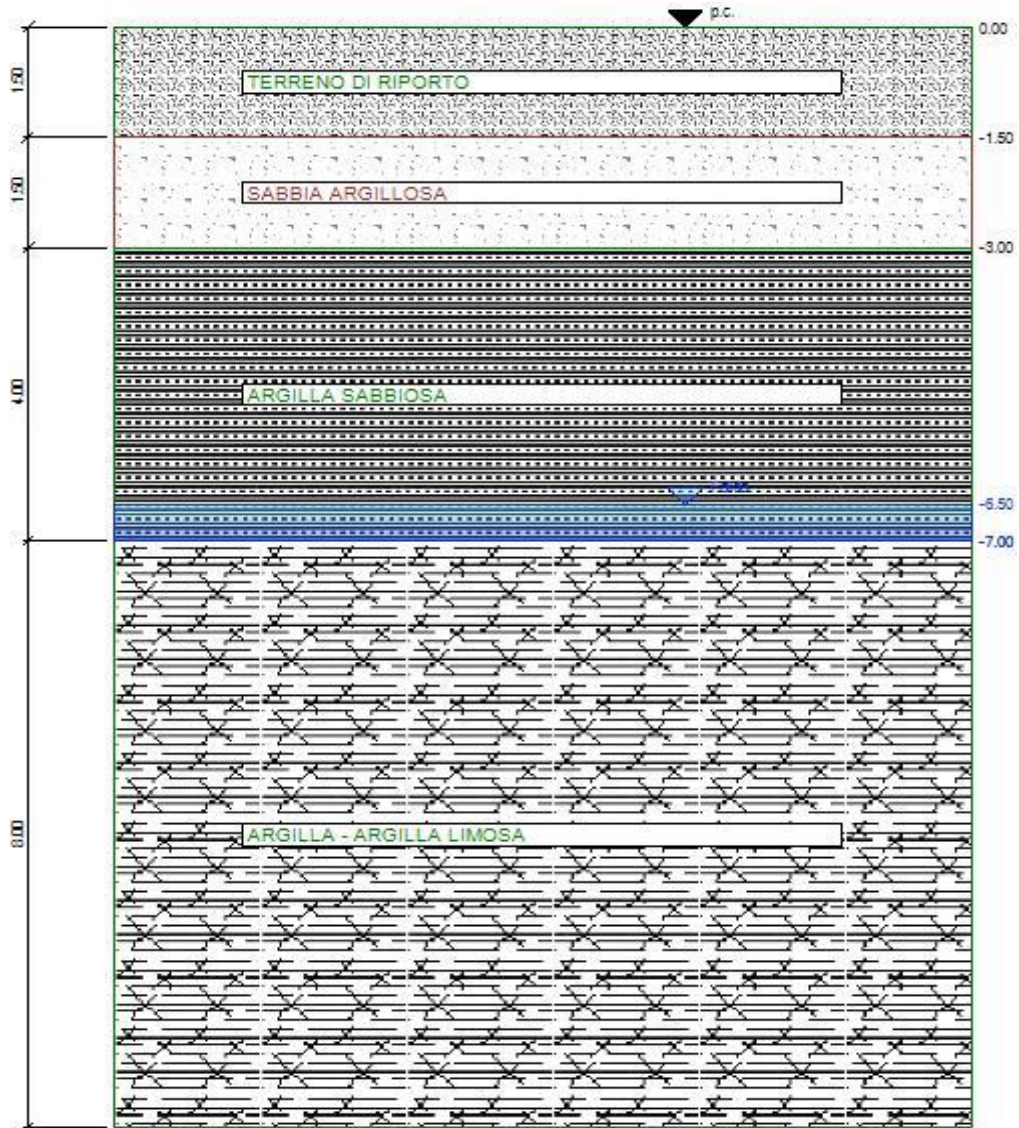 p.c.
0.00
1.50
TERRENO DI RIPORTO
-1.50
1.50
SABBIA ARGILLOSA
-3.00
4.00
ARGILLA SABBIOSA
-6.50
-7.00
8.00
ARGILLA - ARGILLA LIMOSA